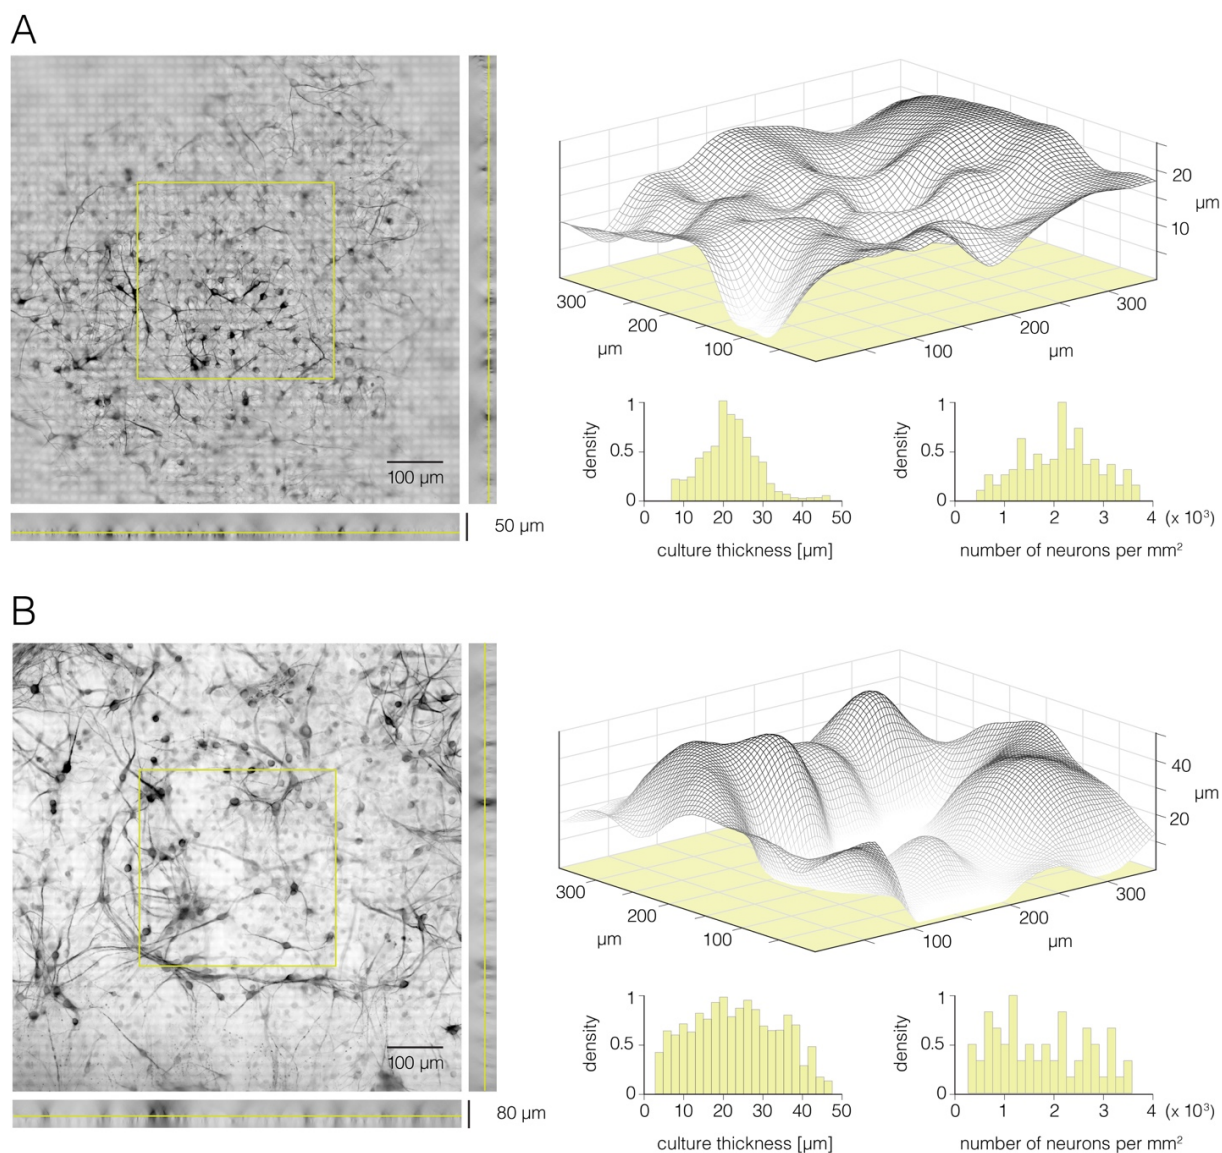 A
100 µm
50 µm
20
10
µm
300
200
100
µm
100
200
300
µm
density
1
0.5
0
0 10 20 30 40 50
culture thickness [µm]
density
1
0.5
0
0 1 2 3 4 (x 10³)
number of neurons per mm²
B
100 µm
80 µm
40
20
µm
300
200
100
µm
100
200
300
µm
density
1
0.5
0
0 10 20 30 40 50
culture thickness [µm]
density
1
0.5
0
0 1 2 3 4 (x 10³)
number of neurons per mm²